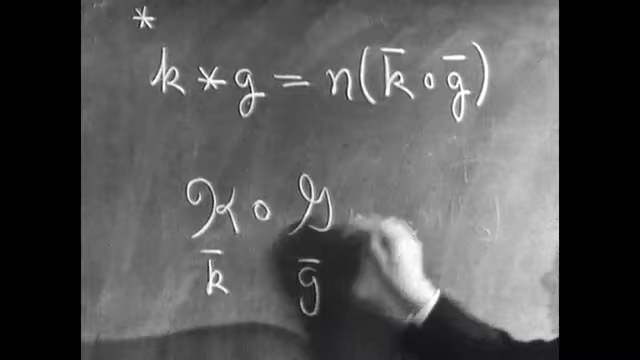 *
k * g = n(k̄ ∘ ḡ)
𝒦 ∘ 𝒢
k̄ ḡ